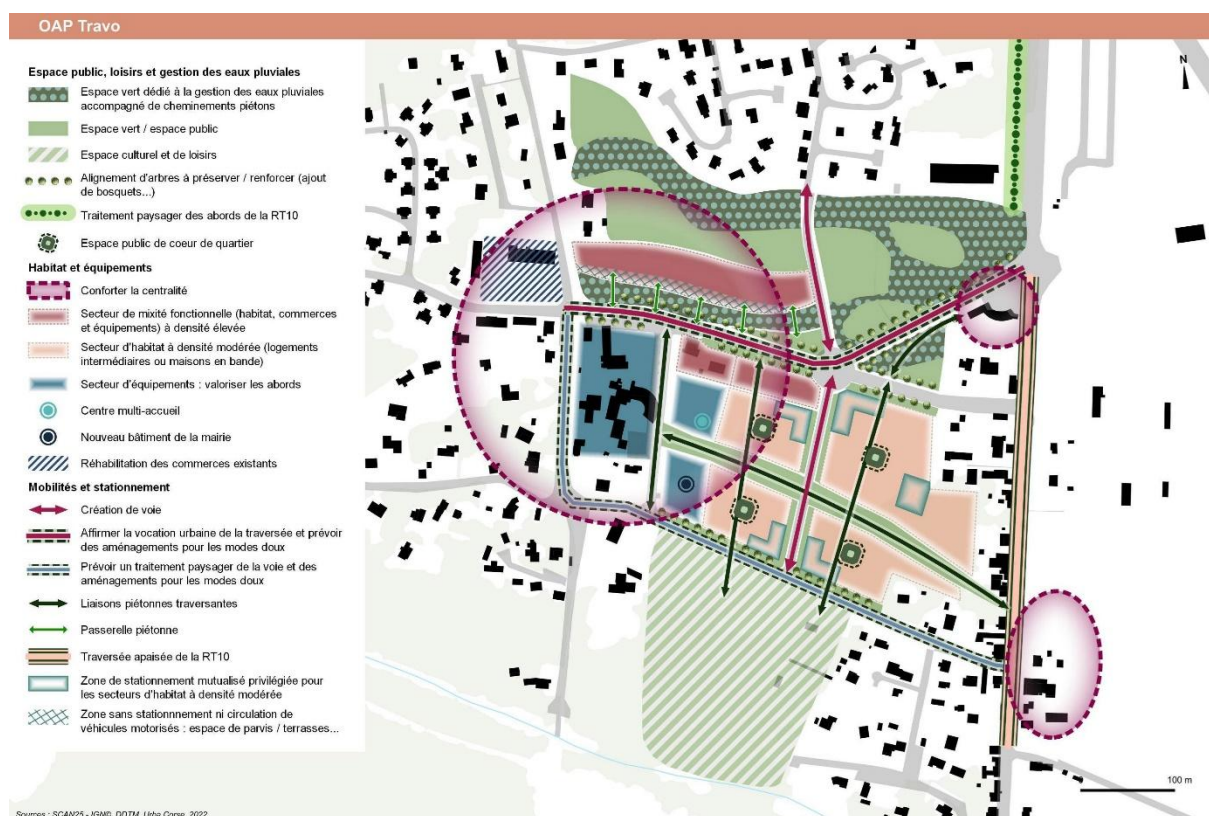 OAP Travo
Espace public, loisirs et gestion des eaux pluviales
Espace vert dédié à la gestion des eaux pluviales
accompagné de cheminements piétons
Espace vert / espace public
Espace culturel et de loisirs
Alignement d'arbres à préserver / renforcer (ajout
de bosquets...)
Traitement paysager des abords de la RT10
Espace public de coeur de quartier
Habitat et équipements
Conforter la centralité
Secteur de mixité fonctionnelle (habitat, commerces
et équipements) à densité élevée
Secteur d'habitat à densité modérée (logements
intermédiaires ou maisons en bande)
Secteur d'équipements : valoriser les abords
Centre multi-accueil
Nouveau bâtiment de la mairie
Réhabilitation des commerces existants
Mobilités et stationnement
Création de voie
Affirmer la vocation urbaine de la traversée et prévoir
des aménagements pour les modes doux
Prévoir un traitement paysager de la voie et des
aménagements pour les modes doux
Liaisons piétonnes traversantes
Passerelle piétonne
Traversée apaisée de la RT10
Zone de stationnement mutualisé privilégiée pour
les secteurs d'habitat à densité modérée
Zone sans stationnnement ni circulation de
véhicules motorisés : espace de parvis / terrasses...
N
100 m
Sources : SCAN25 - IGN©, DDTM, Urba Corse, 2022